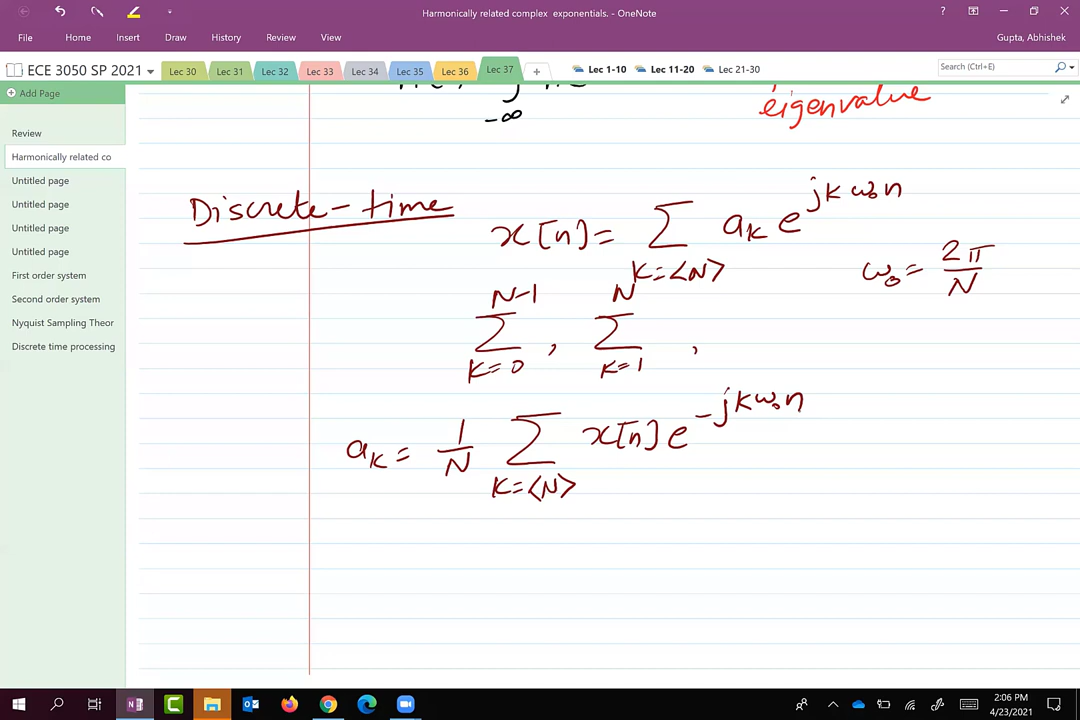 Harmonically related complex exponentials. - OneNote
File Home Insert Draw History Review View Gupta, Abhishek
ECE 3050 SP 2021 Lec 30 Lec 31 Lec 32 Lec 33 Lec 34 Lec 35 Lec 36 Lec 37 Lec 1-10 Lec 11-20 Lec 21-30 Search (Ctrl+E)
Add Page
Review
Harmonically related co
Untitled page
Untitled page
Untitled page
Untitled page
First order system
Second order system
Nyquist Sampling Theor
Discrete time processing
-∞
eigenvalue
Discrete-time x[n] = ∑_{K=⟨N⟩} a_K e^{jkω₀n}
ω₀ = 2π/N
∑_{K=0}^{N-1} , ∑_{K=1}^{N} ,
a_K = 1/N ∑_{K=⟨N⟩} x[n] e^{-jkω₀n}
2:06 PM
4/23/2021